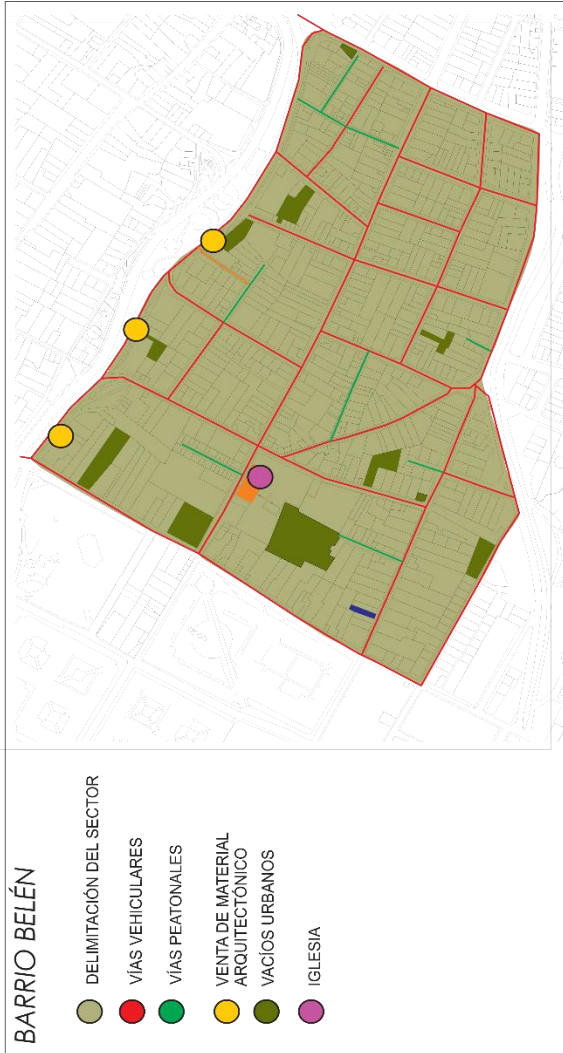 BARRIO BELÉN
DELIMITACIÓN DEL SECTOR
VÍAS VEHICULARES
VÍAS PEATONALES
VENTA DE MATERIAL
ARQUITECTÓNICO
VACÍOS URBANOS
IGLESIA